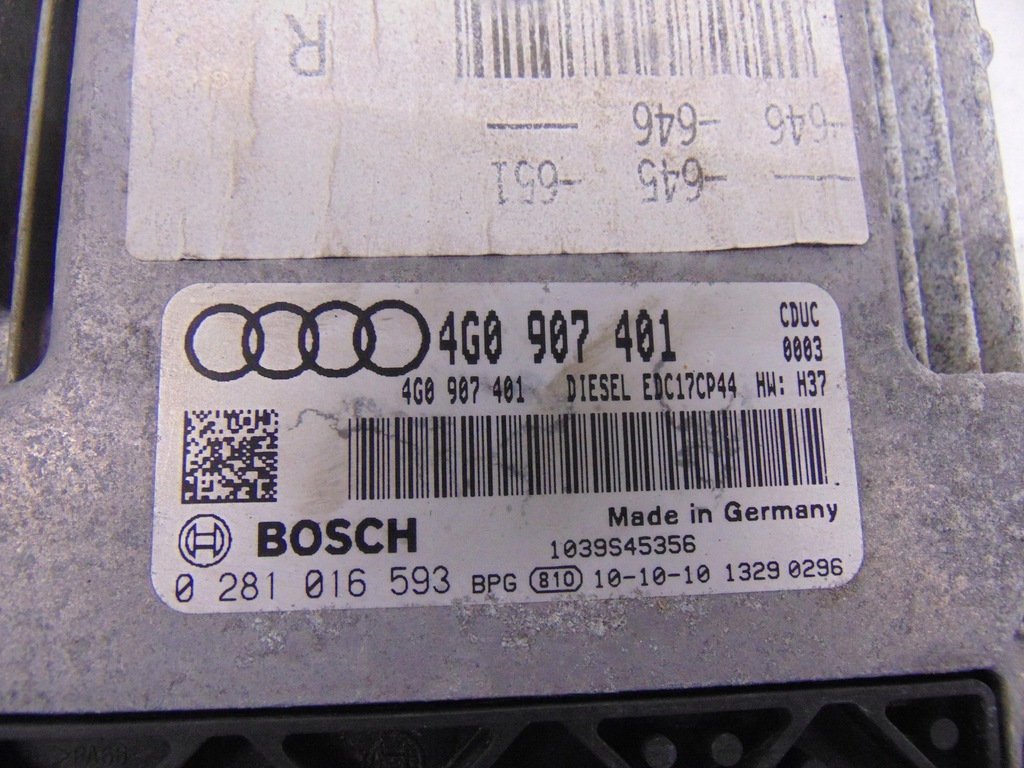 R
-646 -646
-645 -651
4G0 907 401 CDUC
0003
4G0 907 401 DIESEL EDC17CP44 HW: H37
Made in Germany
BOSCH
1039S45356
0 281 016 593 BPG 810 10-10-10 1329 0296